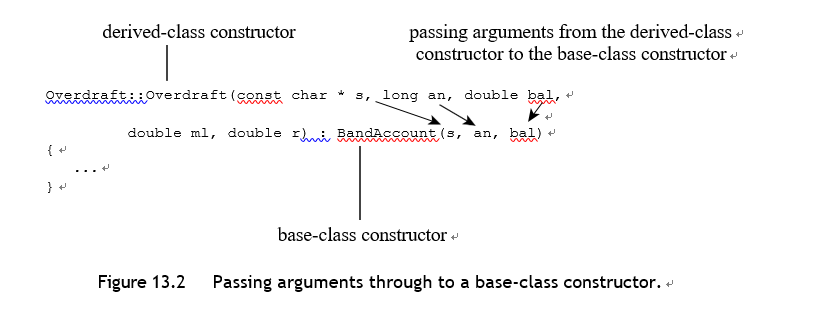 derived-class constructor
passing arguments from the derived-class
constructor to the base-class constructor
Overdraft::Overdraft(const char * s, long an, double bal,
double ml, double r) : BandAccount(s, an, bal)
{
...
}
base-class constructor
Figure 13.2 Passing arguments through to a base-class constructor.